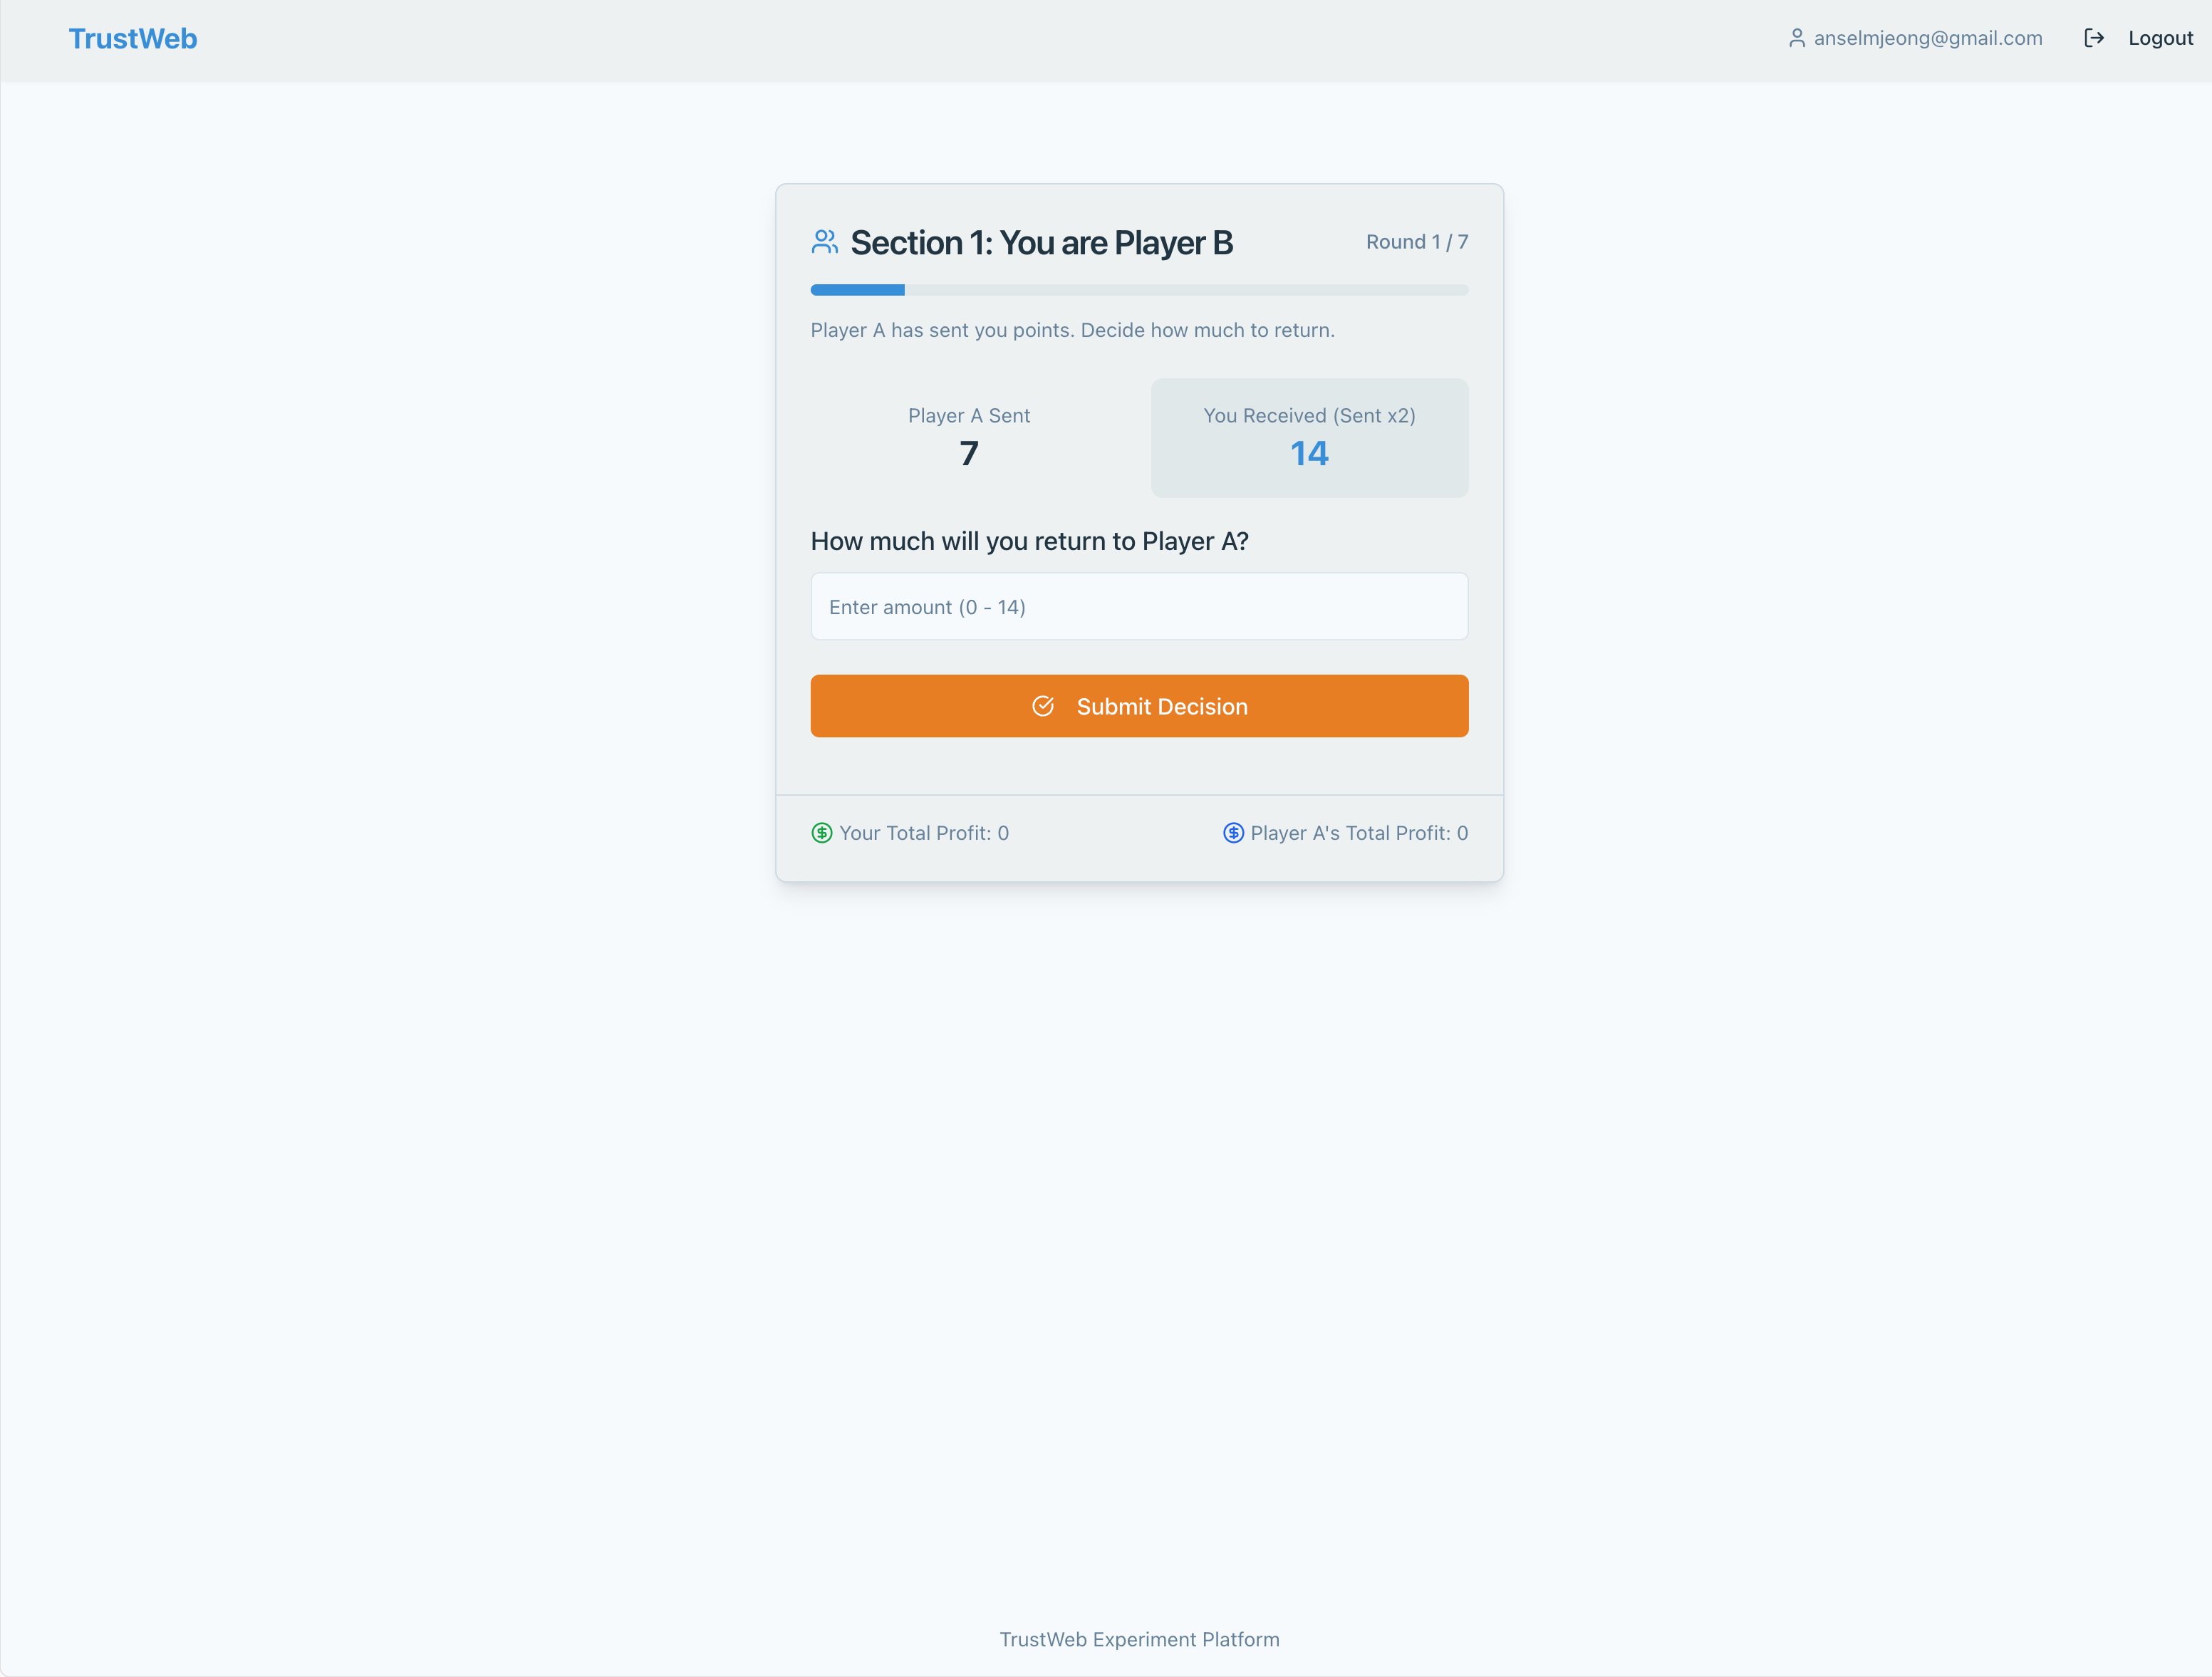 TrustWeb
anselmjeong@gmail.com
Logout
Section 1: You are Player B
Round 1 / 7
Player A has sent you points. Decide how much to return.
Player A Sent
7
You Received (Sent x2)
14
How much will you return to Player A?
Enter amount (0 - 14)
Submit Decision
Your Total Profit: 0
Player A's Total Profit: 0
TrustWeb Experiment Platform